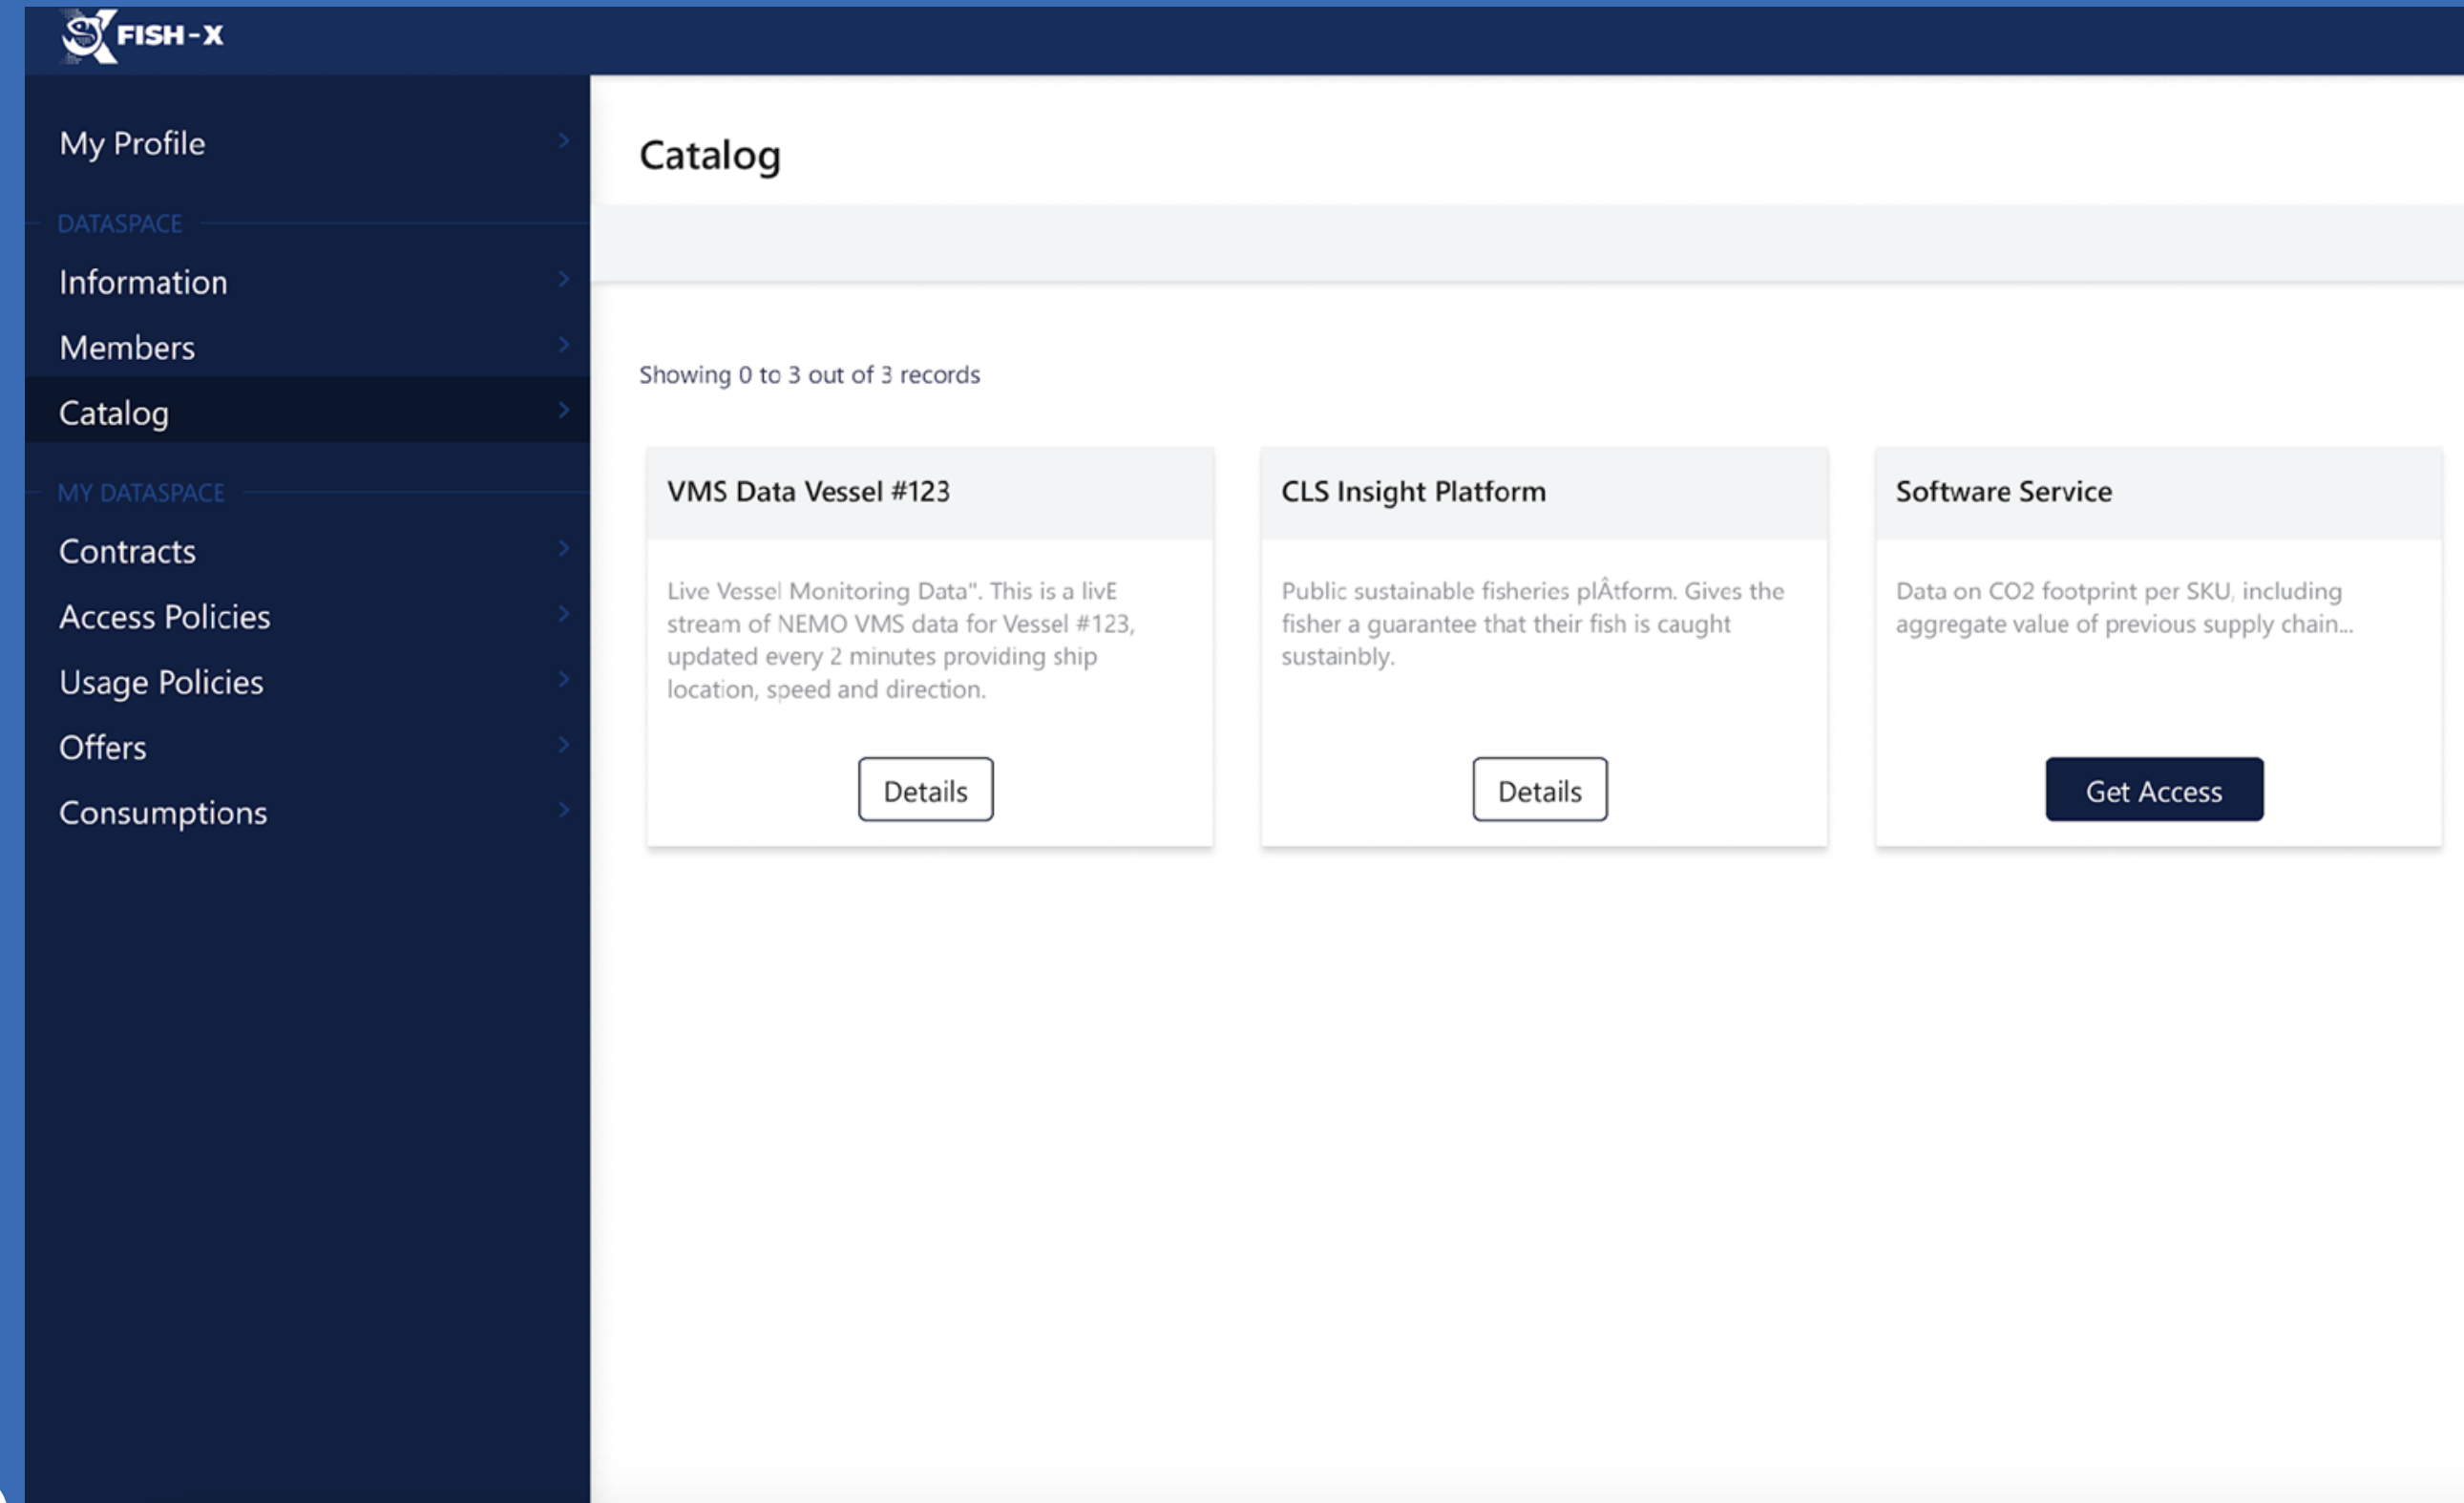 FISH-X
My Profile
DATASPACE
Information
Members
Catalog
MY DATASPACE
Contracts
Access Policies
Usage Policies
Offers
Consumptions
Catalog
Showing 0 to 3 out of 3 records
VMS Data Vessel #123
Live Vessel Monitoring Data". This is a livE
stream of NEMO VMS data for Vessel #123,
updated every 2 minutes providing ship
location, speed and direction.
Details
CLS Insight Platform
Public sustainable fisheries plÂtform. Gives the
fisher a guarantee that their fish is caught
sustainbly.
Details
Software Service
Data on CO2 footprint per SKU, including
aggregate value of previous supply chain...
Get Access